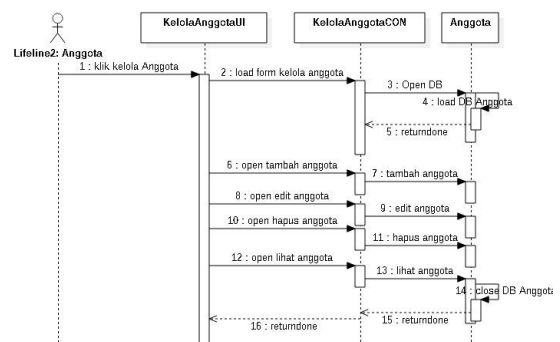 KelolaAnggotaUI
KelolaAnggotaCON
Anggota
Lifeline2: Anggota
1 : klik kelola Anggota
2 : load form kelola anggota
3 : Open DB
4 : load DB Anggota
5 : returndone
6 : open tambah anggota
7 : tambah anggota
8 : open edit anggota
9 : edit anggota
10 : open hapus anggota
11 : hapus anggota
12 : open lihat anggota
13 : lihat anggota
14 : close DB Anggota
15 : returndone
16 : returndone